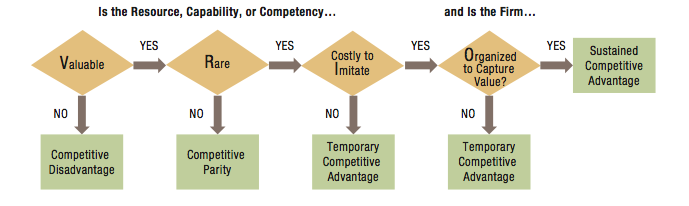 Is the Resource, Capability, or Competency… and Is the Firm…
Valuable
YES
Rare
YES
Costly to
Imitate
YES
Organized
to Capture
Value?
YES
Sustained
Competitive
Advantage
NO
NO
NO
NO
Competitive
Disadvantage
Competitive
Parity
Temporary
Competitive
Advantage
Temporary
Competitive
Advantage